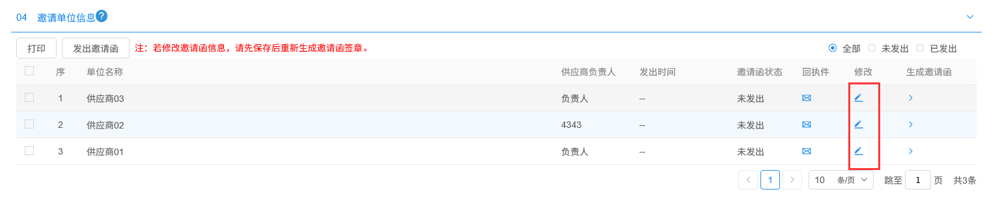 04 邀请单位信息?
打印 发出邀请函 注：若修改邀请函信息，请先保存后重新生成邀请函签章。 全部 未发出 已发出
序 单位名称 供应商负责人 发出时间 邀请函状态 回执件 修改 生成邀请函
1 供应商03 负责人 -- 未发出
2 供应商02 4343 -- 未发出
3 供应商01 负责人 -- 未发出
1 10 条/页 跳至 1 页 共3条